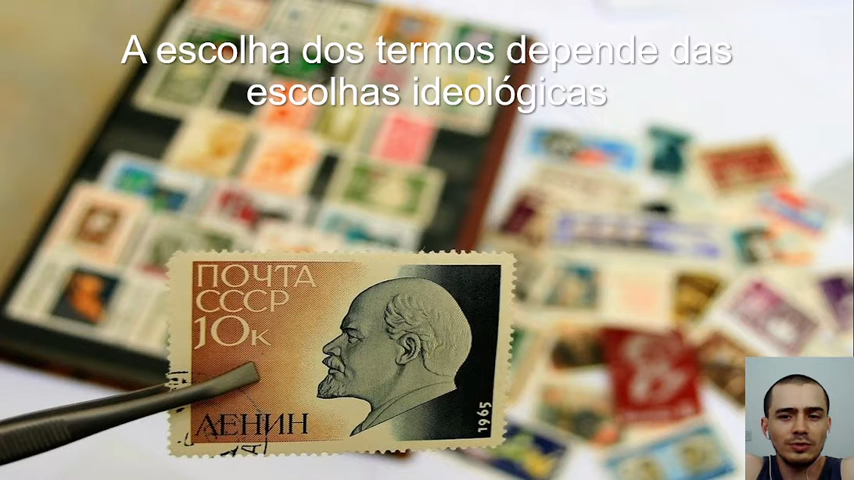 A escolha dos termos depende das
escolhas ideológicas
ПОЧТА
СССР
10к
ЛЕНИН
1965